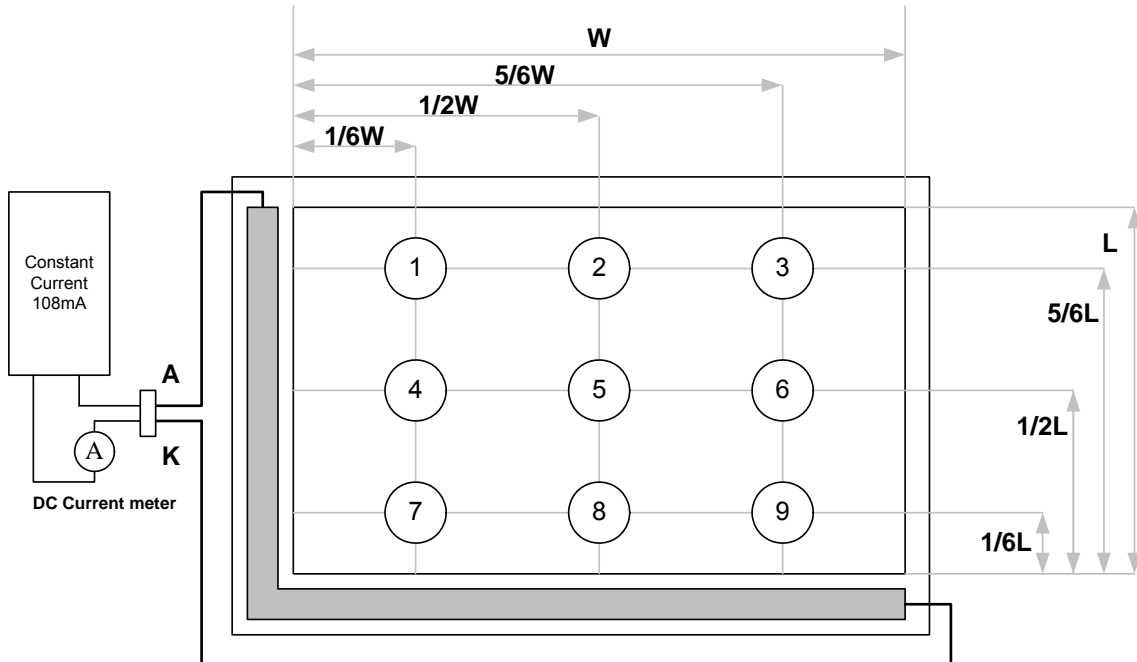 W
5/6W
1/2W
1/6W
Constant
Current
108mA
A
K
A
DC Current meter
1 2 3
4 5 6
7 8 9
L
5/6L
1/2L
1/6L